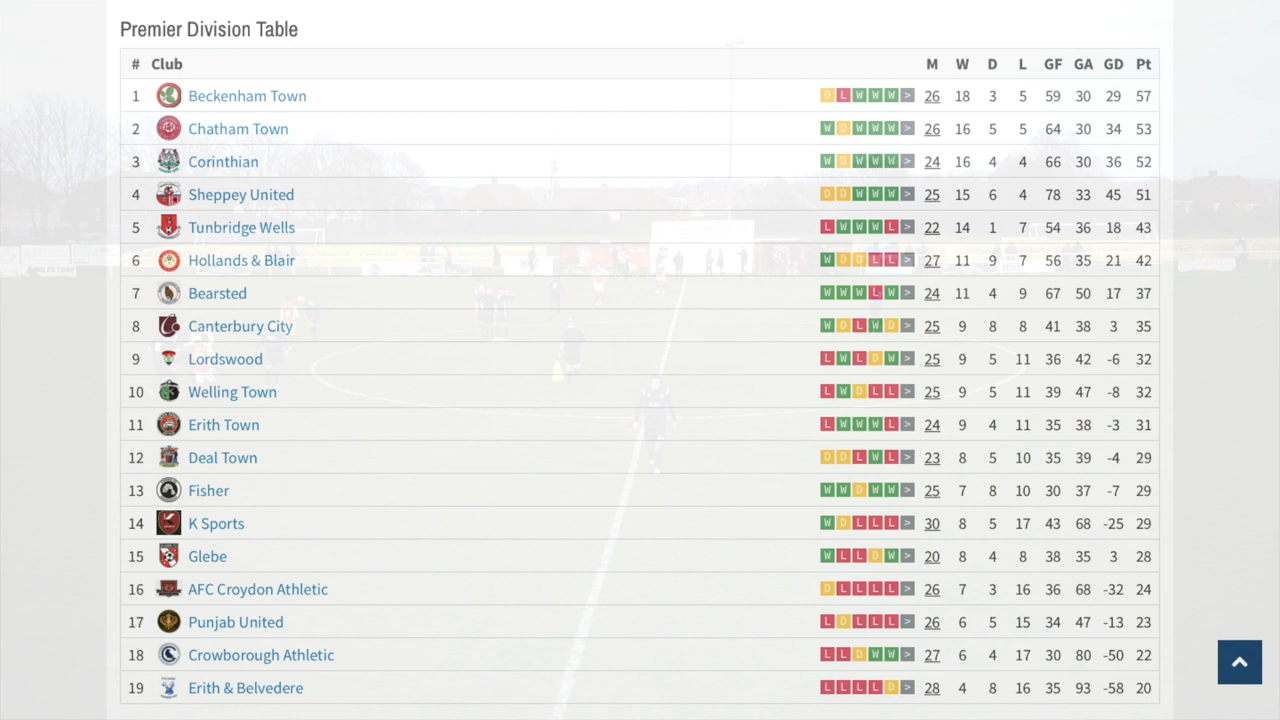 Premier Division Table
# Club M W D L GF GA GD Pt
1 Beckenham Town D L W W W > 26 18 3 5 59 30 29 57
2 Chatham Town W D W W W > 26 16 5 5 64 30 34 53
3 Corinthian W D W W W > 24 16 4 4 66 30 36 52
4 Sheppey United D D W W W > 25 15 6 4 78 33 45 51
5 Tunbridge Wells L W W W L > 22 14 1 7 54 36 18 43
6 Hollands & Blair W D D L L > 27 11 9 7 56 35 21 42
7 Bearsted W W W L W > 24 11 4 9 67 50 17 37
8 Canterbury City W D L W D > 25 9 8 8 41 38 3 35
9 Lordswood L W L D W > 25 9 5 11 36 42 -6 32
10 Welling Town L W D L L > 25 9 5 11 39 47 -8 32
11 Erith Town L W W W L > 24 9 4 11 35 38 -3 31
12 Deal Town D D L W L > 23 8 5 10 35 39 -4 29
13 Fisher W W D W W > 25 7 8 10 30 37 -7 29
14 K Sports W D L L L > 30 8 5 17 43 68 -25 29
15 Glebe W L L D W > 20 8 4 8 38 35 3 28
16 AFC Croydon Athletic D L L L L > 26 7 3 16 36 68 -32 24
17 Punjab United L D L L L > 26 6 5 15 34 47 -13 23
18 Crowborough Athletic L L D W W > 27 6 4 17 30 80 -50 22
19 Erith & Belvedere L L L L D > 28 4 8 16 35 93 -58 20